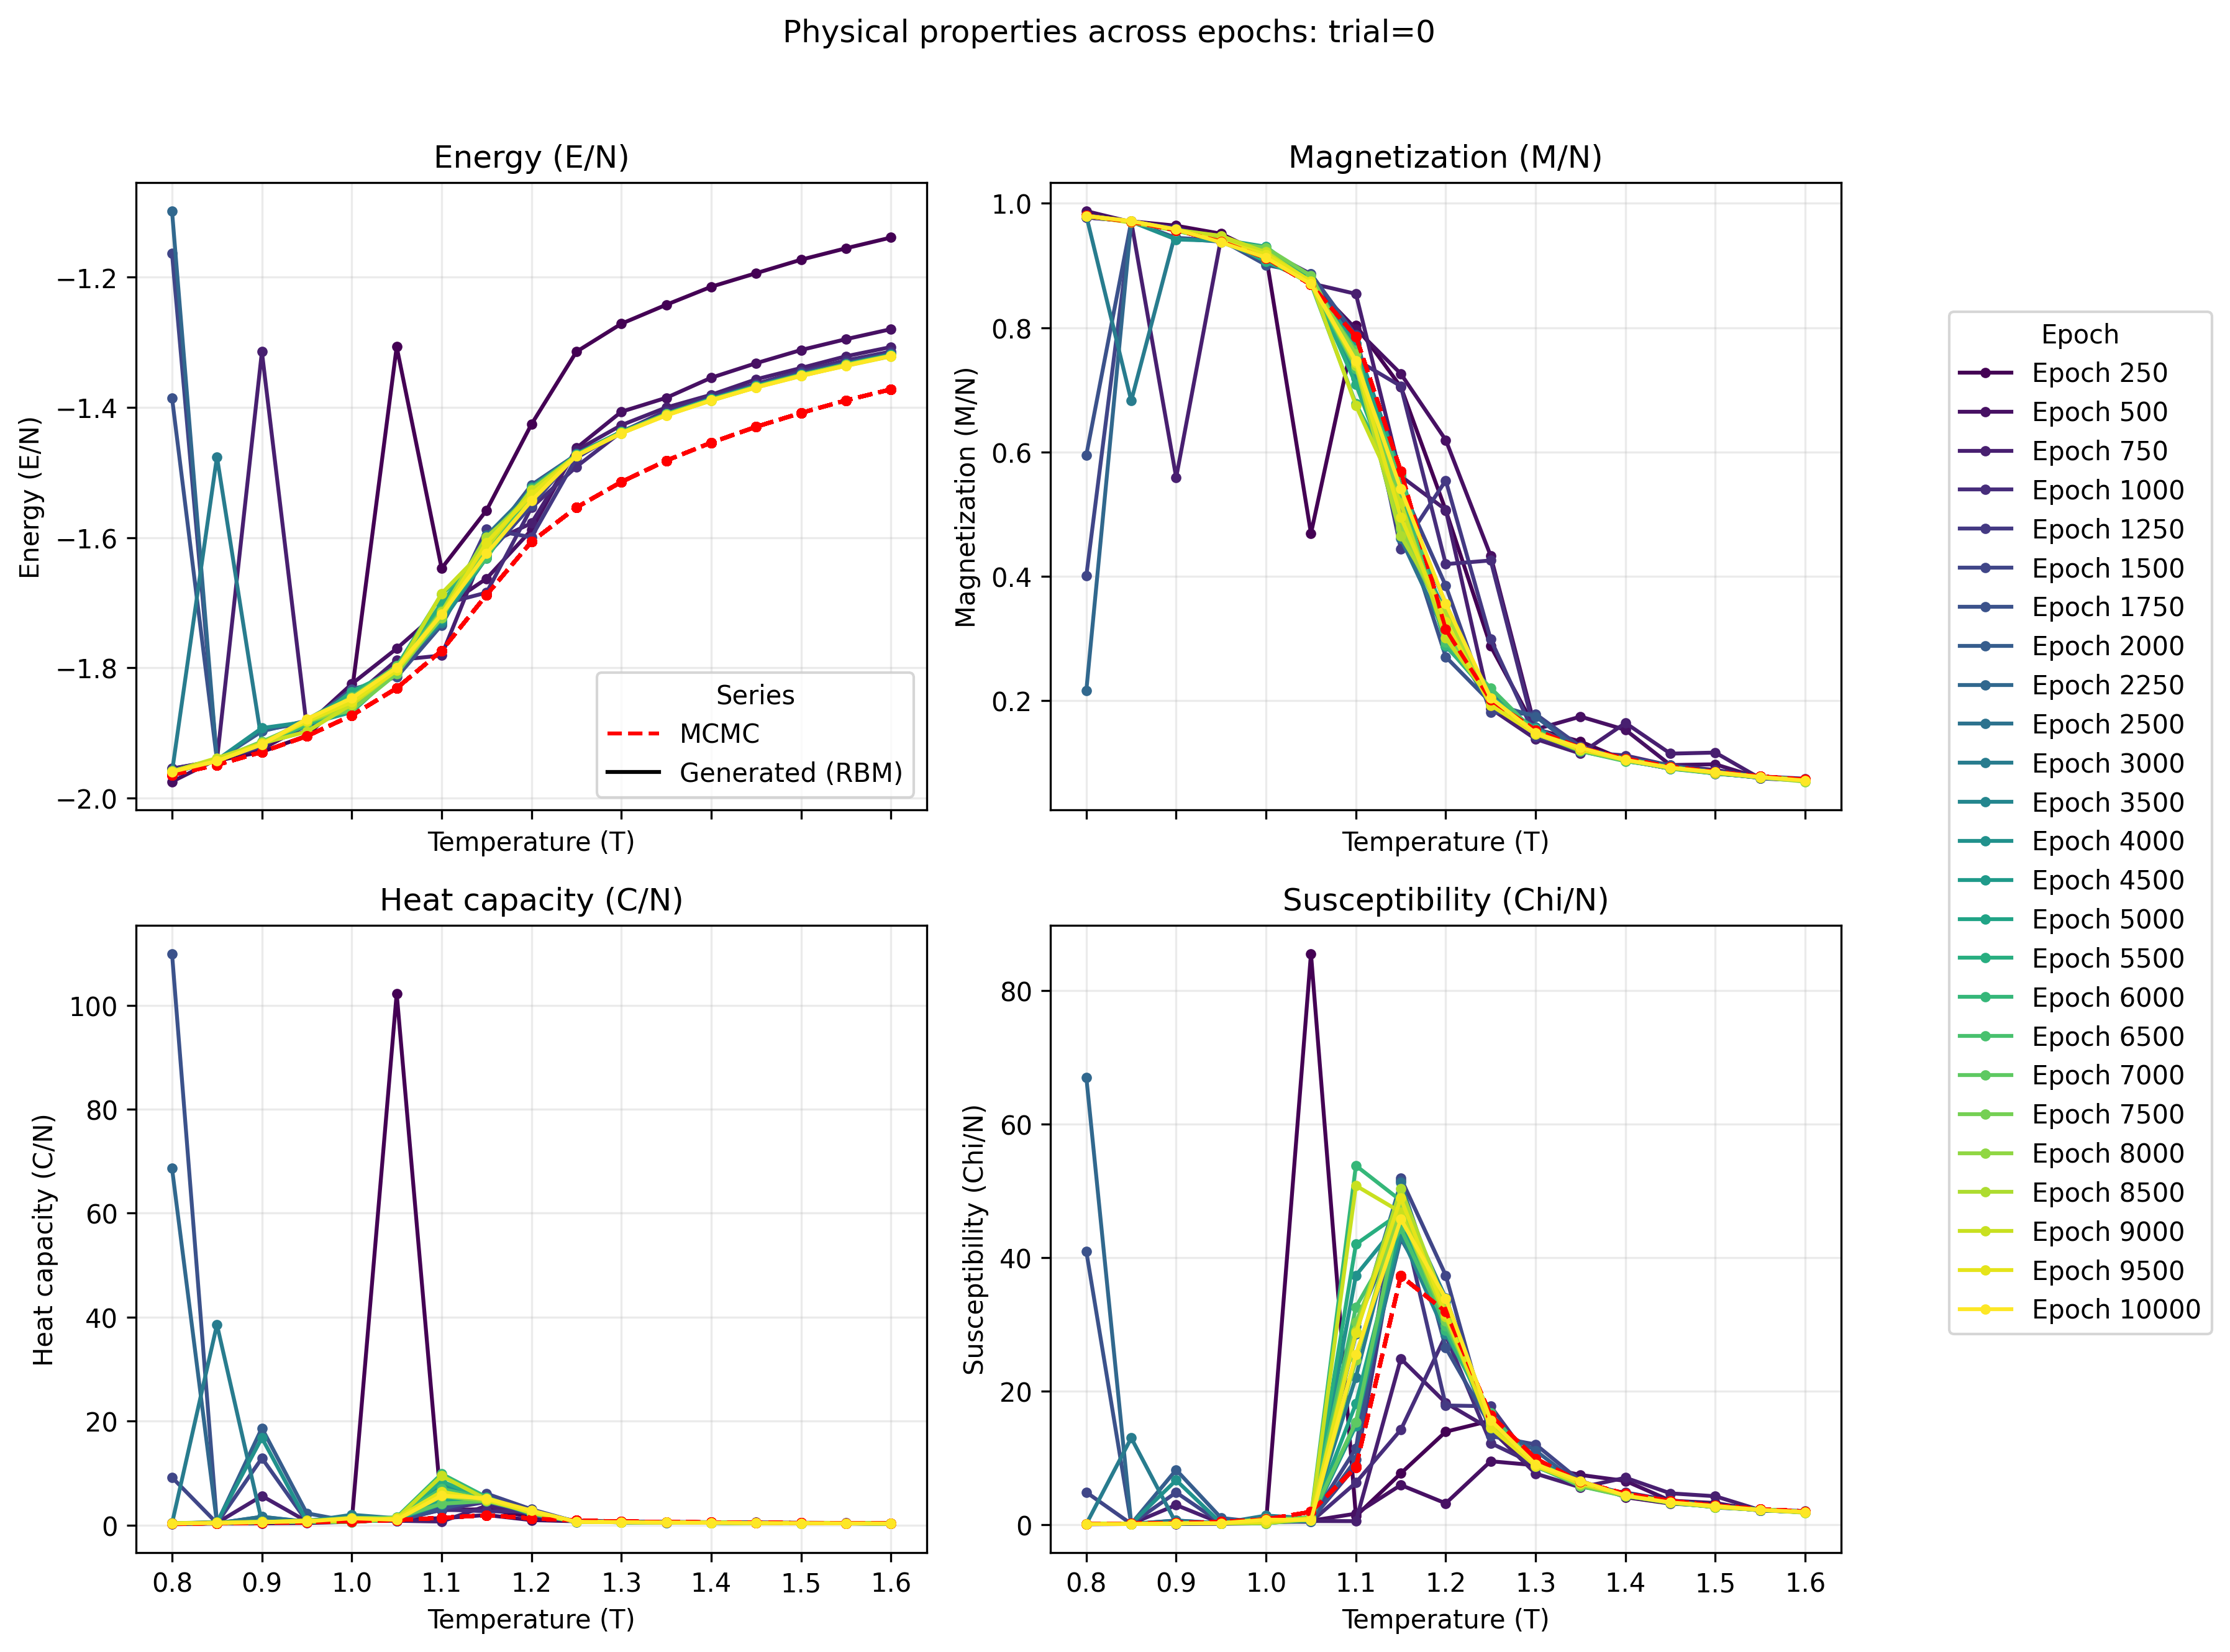 Physical properties across epochs: trial=0
Energy (E/N)
Energy (E/N)
−1.2
−1.4
−1.6
−1.8
−2.0
Series
MCMC
Generated (RBM)
Temperature (T)
Magnetization (M/N)
Magnetization (M/N)
1.0
0.8
0.6
0.4
0.2
Temperature (T)
Heat capacity (C/N)
Heat capacity (C/N)
100
80
60
40
20
0
0.8 0.9 1.0 1.1 1.2 1.3 1.4 1.5 1.6
Temperature (T)
Susceptibility (Chi/N)
Susceptibility (Chi/N)
80
60
40
20
0
0.8 0.9 1.0 1.1 1.2 1.3 1.4 1.5 1.6
Temperature (T)
Epoch
Epoch 250
Epoch 500
Epoch 750
Epoch 1000
Epoch 1250
Epoch 1500
Epoch 1750
Epoch 2000
Epoch 2250
Epoch 2500
Epoch 3000
Epoch 3500
Epoch 4000
Epoch 4500
Epoch 5000
Epoch 5500
Epoch 6000
Epoch 6500
Epoch 7000
Epoch 7500
Epoch 8000
Epoch 8500
Epoch 9000
Epoch 9500
Epoch 10000